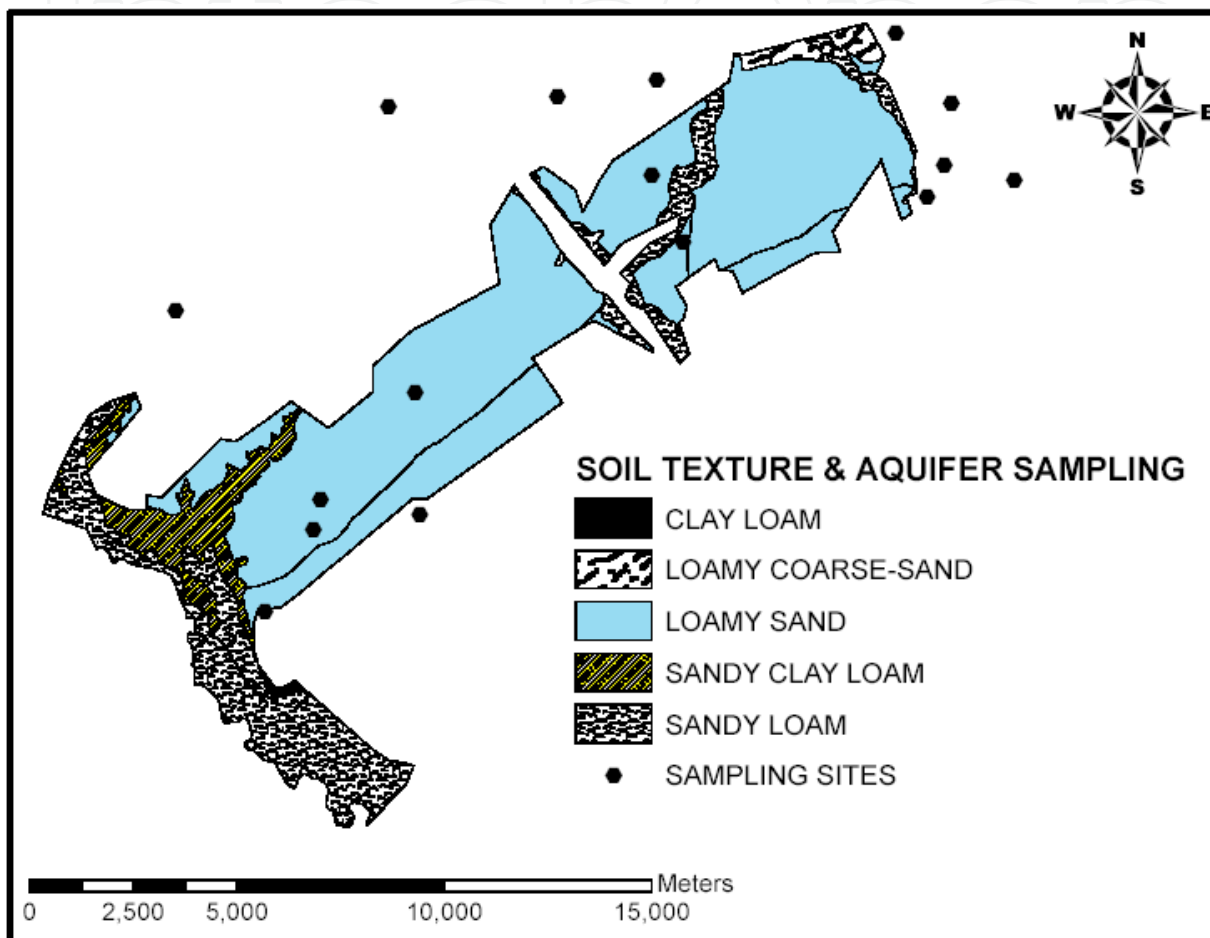 N
W E
S
SOIL TEXTURE & AQUIFER SAMPLING
CLAY LOAM
LOAMY COARSE-SAND
LOAMY SAND
SANDY CLAY LOAM
SANDY LOAM
SAMPLING SITES
Meters
0 2,500 5,000 10,000 15,000